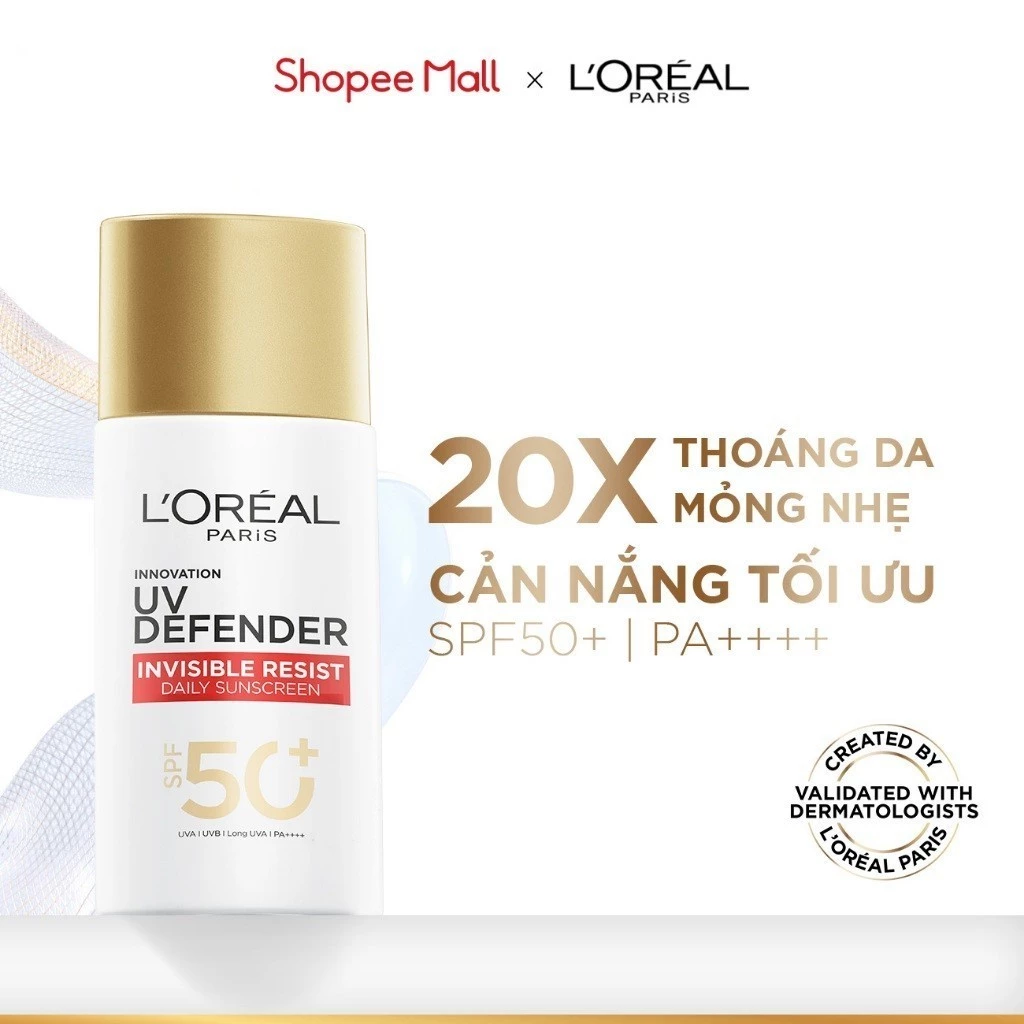 Shopee Mall × L'ORÉAL
PARIS
L'ORÉAL
PARIS
INNOVATION
UV
DEFENDER
INVISIBLE RESIST
DAILY SUNSCREEN
SPF 50+
UVA I UVB I Long UVA I PA++++
20X THOÁNG DA
MỎNG NHẸ
CẢN NẮNG TỐI ƯU
SPF50+ | PA++++
CREATED BY
VALIDATED WITH
DERMATOLOGISTS
L'ORÉAL PARIS